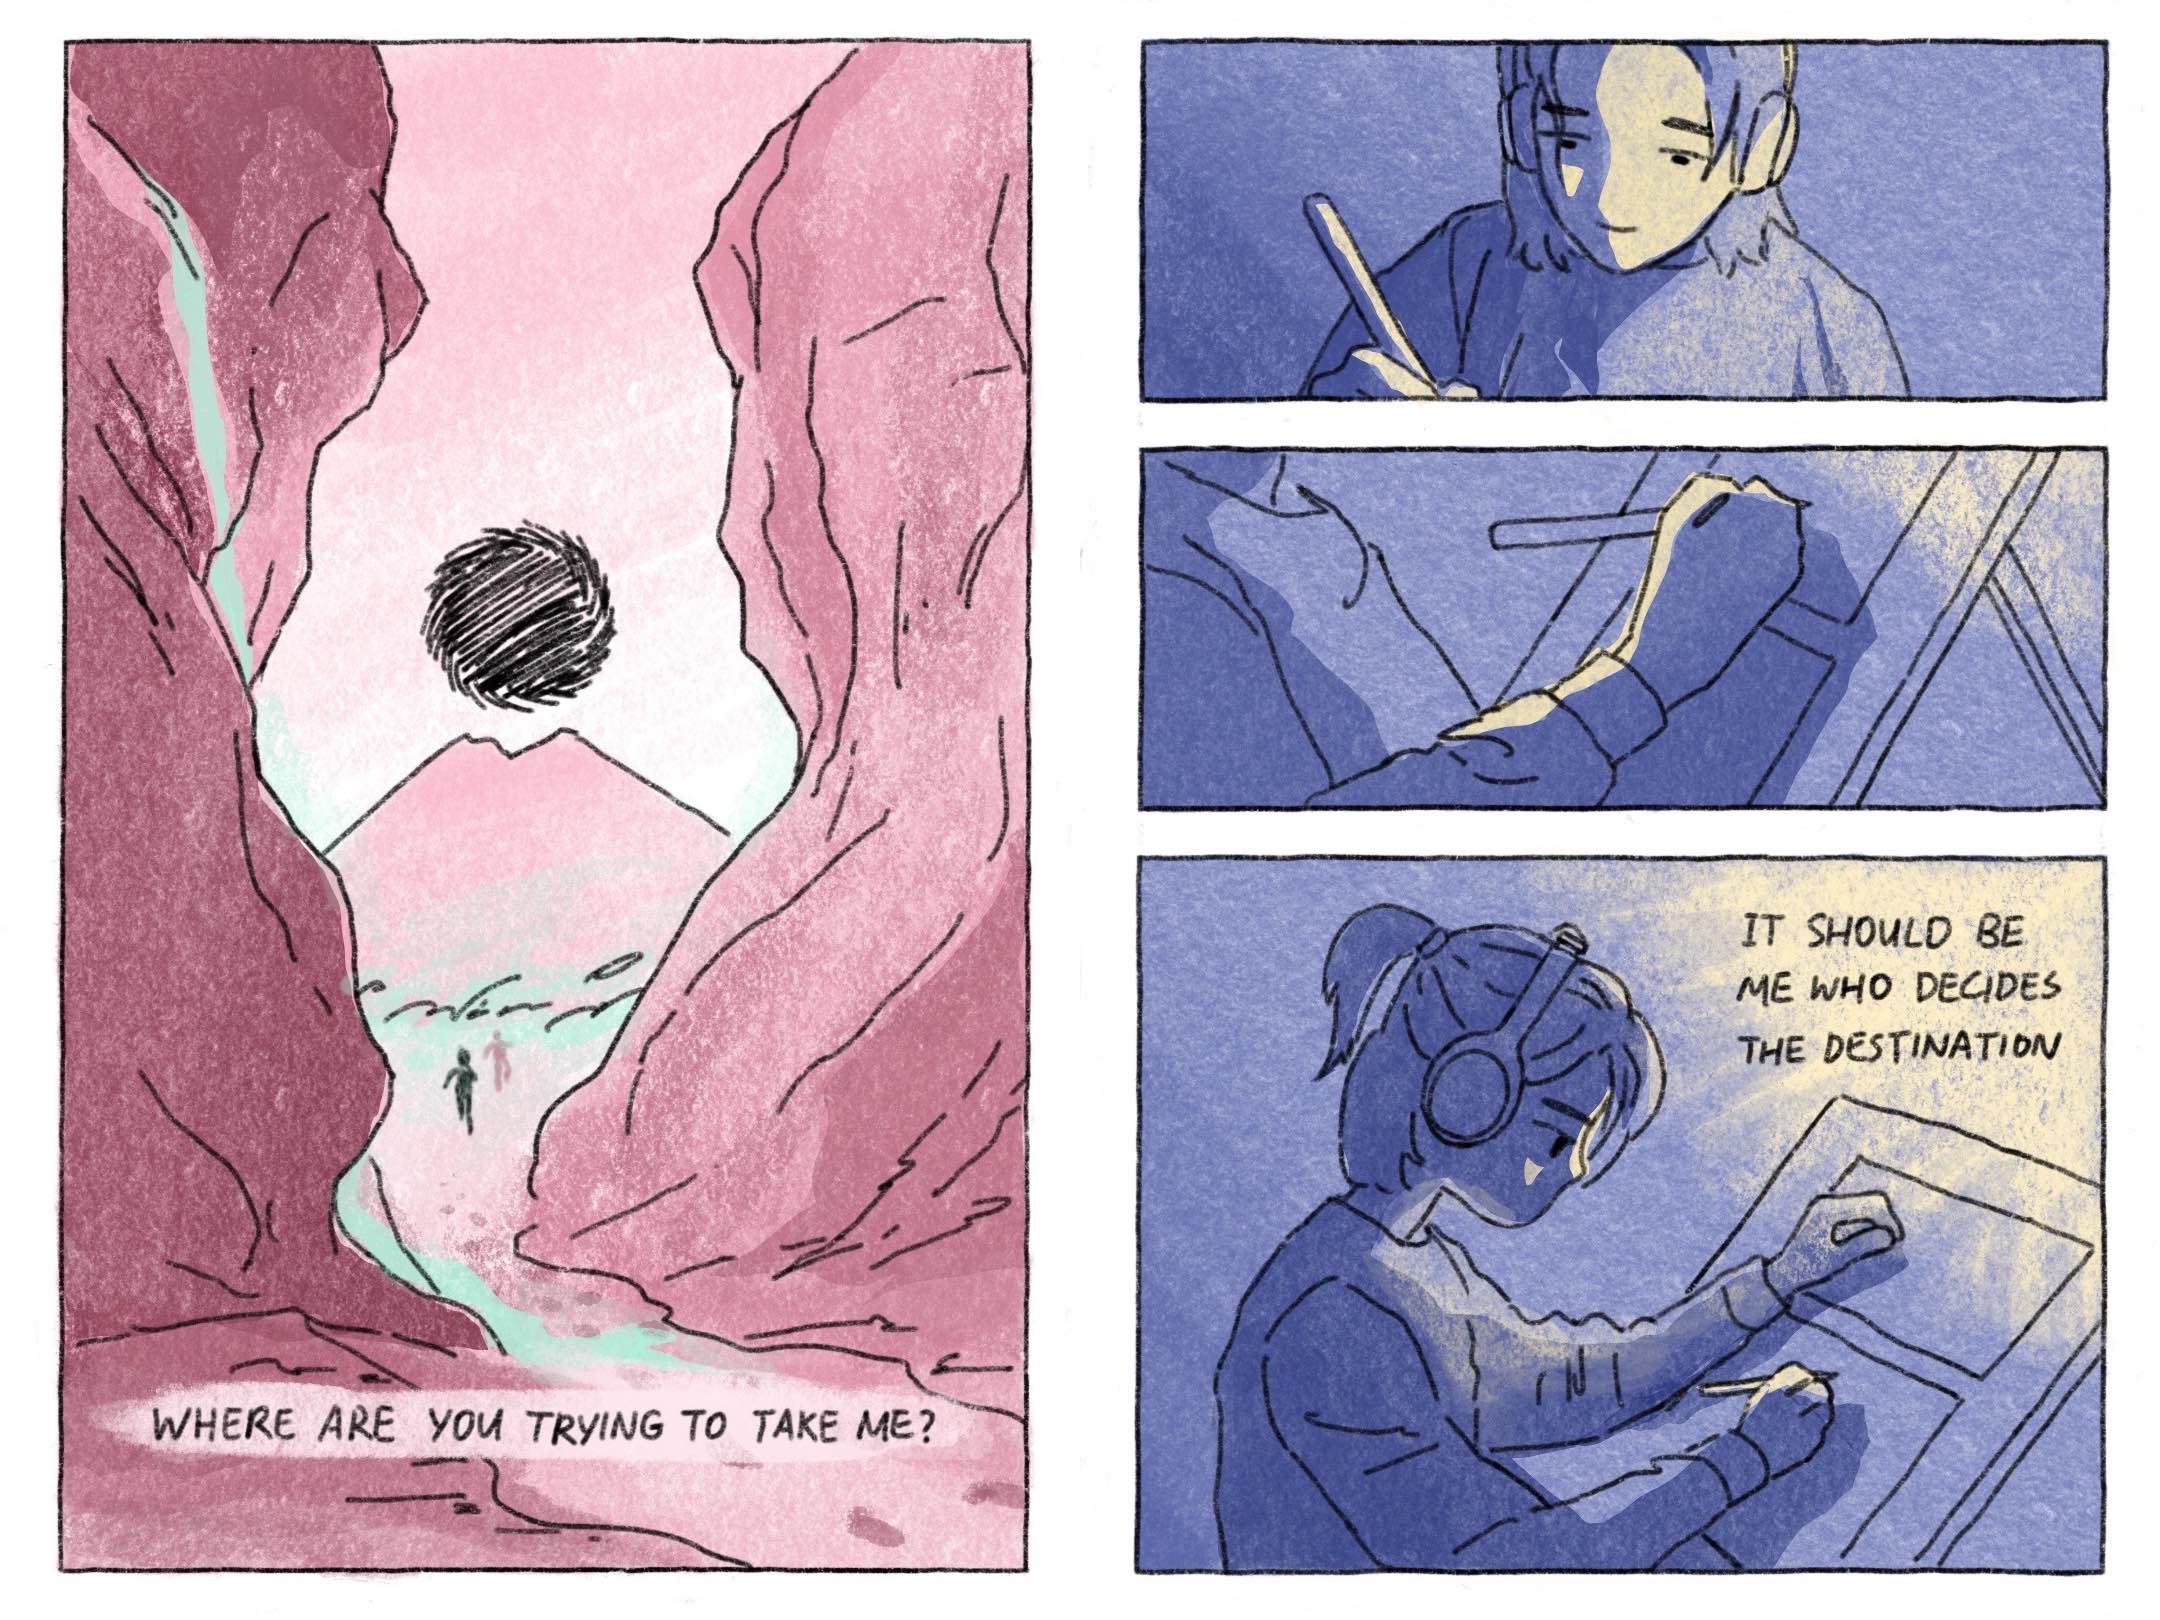 WHERE ARE YOU TRYING TO TAKE ME?
IT SHOULD BE
ME WHO DECIDES
THE DESTINATION